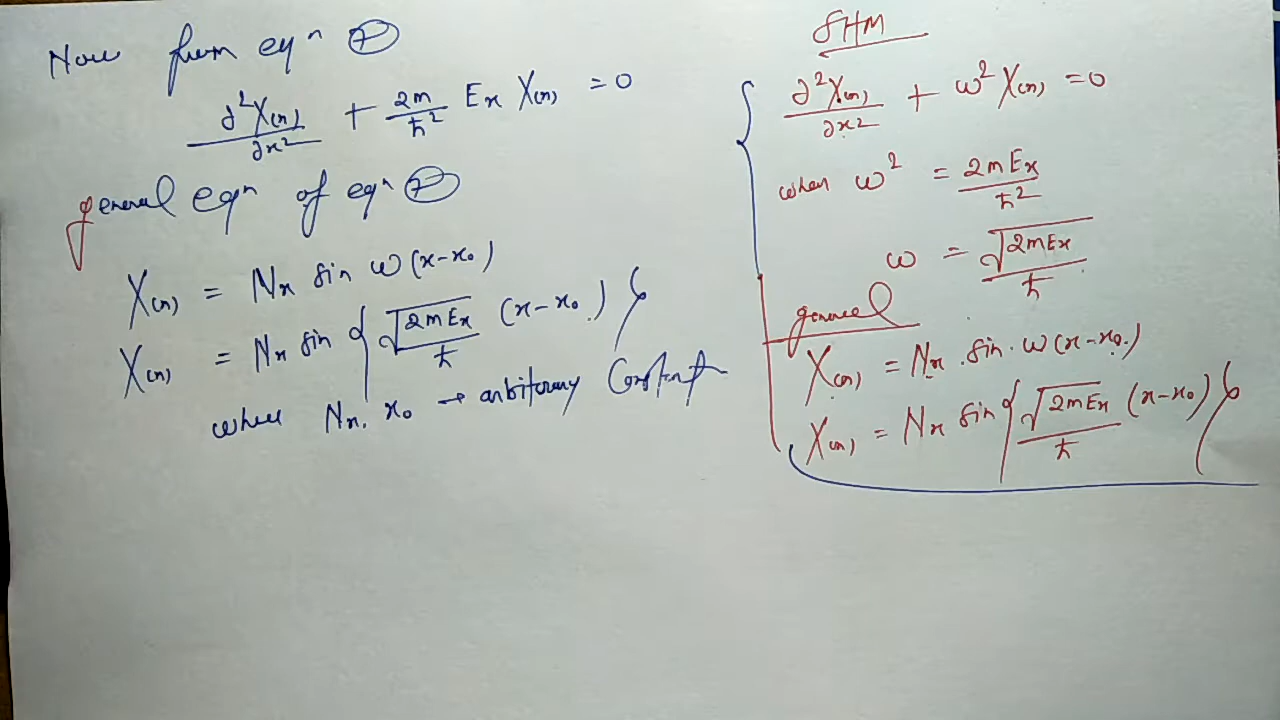 Now from eqⁿ ⑦
∂²X(x)/∂x² + 2m/ħ² Ex X(x) = 0
general eqⁿ of eqⁿ ⑦
X(x) = Nx sin ω(x-x₀)
X(x) = Nx sin {√2mEx/ħ (x-x₀)}
where Nx, x₀ → arbitorary Constant
SHM
∂²X(x)/∂x² + ω² X(x) = 0
when ω² = 2mEx/ħ²
ω = √2mEx/ħ
general
X(x) = Nx . sin . ω(x-x₀)
X(x) = Nx sin {√2mEx/ħ (x-x₀)}